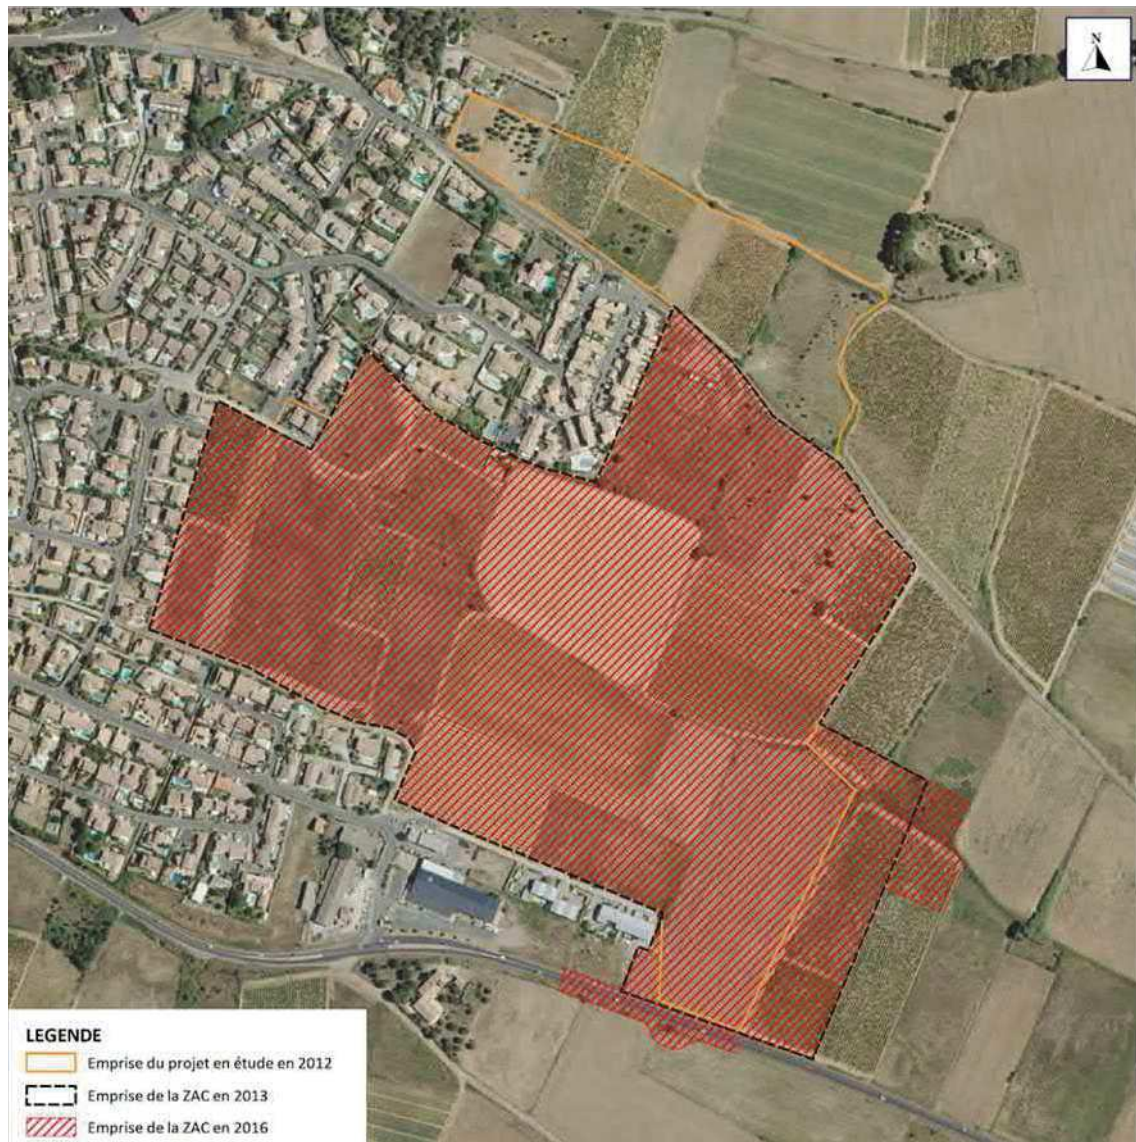 N
LEGENDE
Emprise du projet en étude en 2012
Emprise de la ZAC en 2013
Emprise de la ZAC en 2016